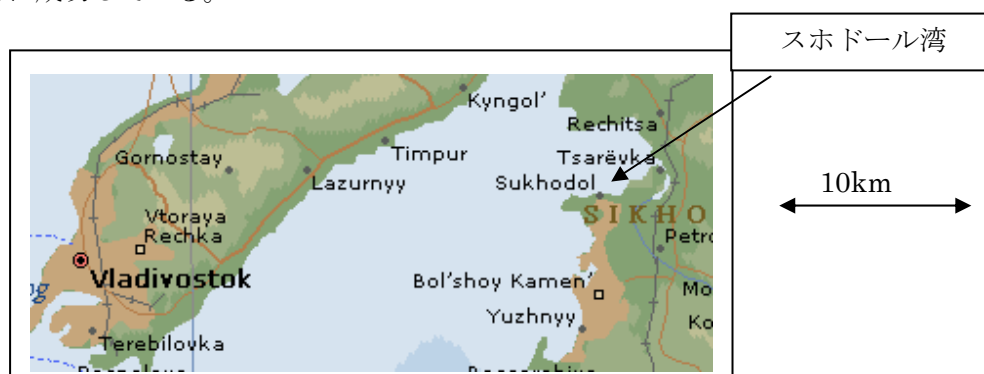 スホドール湾
Kyngol'
Rechitsa
Gornostay
Timpur
Tsarëvka
Lazurnyy
Sukhodol
10km
Vtoraya
Rechka
SIKHO
Petro
Vladivostok
Bol'shoy Kamen'
Mo
Yuzhnyy
Ko
Terebilovka